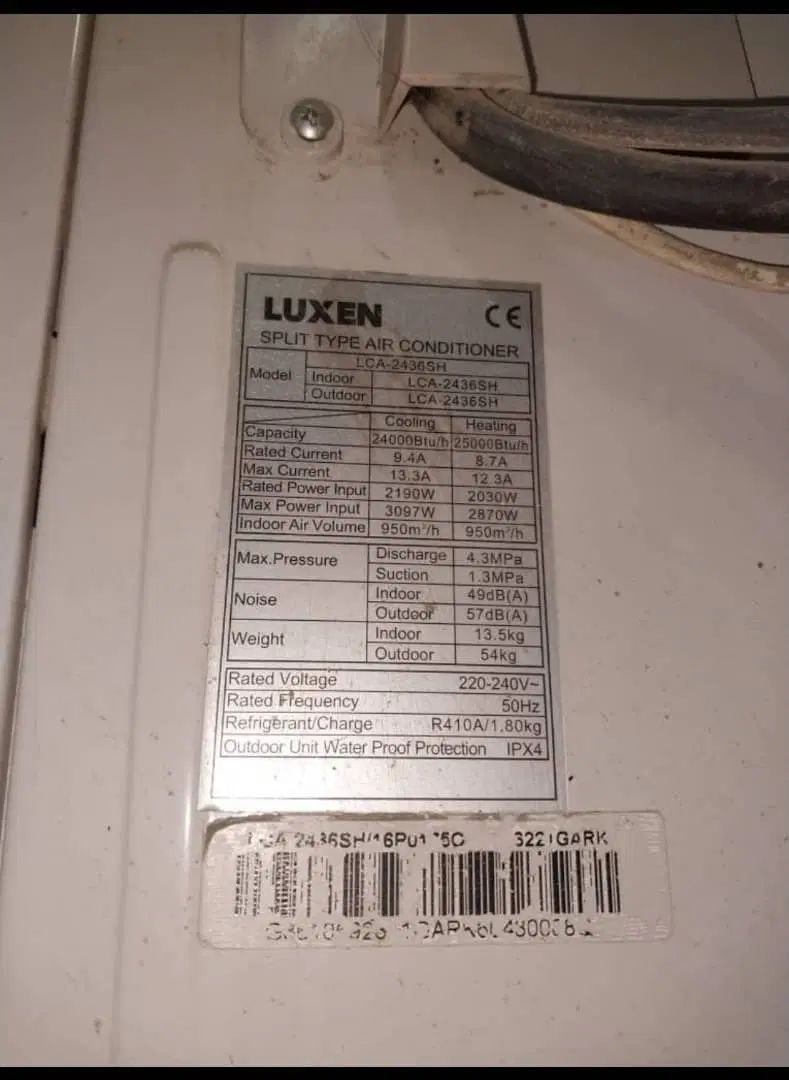 LUXEN CE
SPLIT TYPE AIR CONDITIONER
Model LCA-2436SH
Indoor LCA-2436SH
Outdoor LCA-2436SH
Cooling Heating
Capacity 24000Btu/h 25000Btu/h
Rated Current 9.4A 8.7A
Max Current 13.3A 12.3A
Rated Power Input 2190W 2030W
Max Power Input 3097W 2870W
Indoor Air Volume 950m³/h 950m³/h
Max.Pressure Discharge 4.3MPa
Suction 1.3MPa
Noise Indoor 49dB(A)
Outdoor 57dB(A)
Weight Indoor 13.5kg
Outdoor 54kg
Rated Voltage 220-240V~
Rated Frequency 50Hz
Refrigerant/Charge R410A/1.80kg
Outdoor Unit Water Proof Protection IPX4